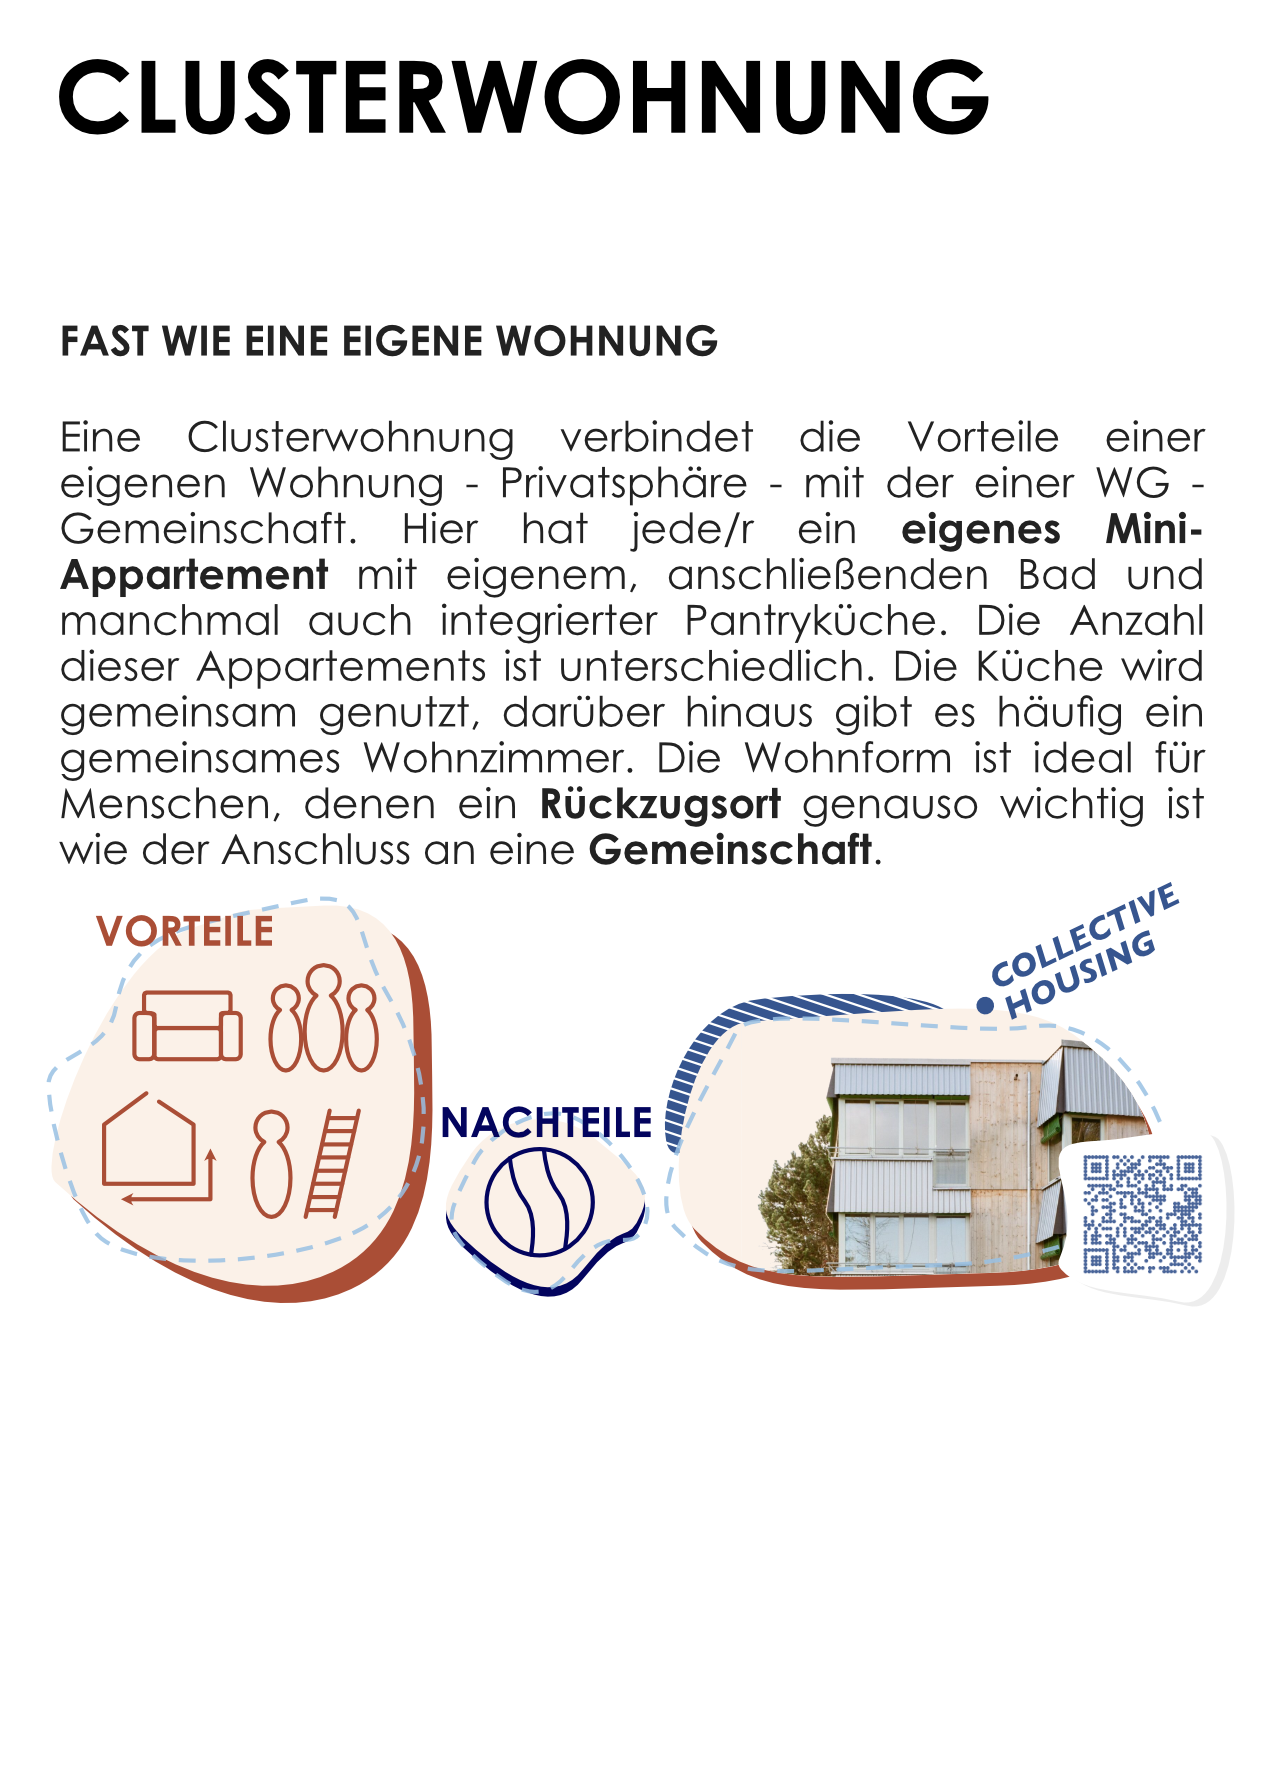 CLUSTERWOHNUNG
FAST WIE EINE EIGENE WOHNUNG
Eine Clusterwohnung verbindet die Vorteile einer
eigenen Wohnung - Privatsphäre - mit der einer WG -
Gemeinschaft. Hier hat jede/r ein eigenes Mini-
Appartement mit eigenem, anschließenden Bad und
manchmal auch integrierter Pantryküche. Die Anzahl
dieser Appartements ist unterschiedlich. Die Küche wird
gemeinsam genutzt, darüber hinaus gibt es häufig ein
gemeinsames Wohnzimmer. Die Wohnform ist ideal für
Menschen, denen ein Rückzugsort genauso wichtig ist
wie der Anschluss an eine Gemeinschaft.
VORTEILE
NACHTEILE
COLLECTIVE
HOUSING